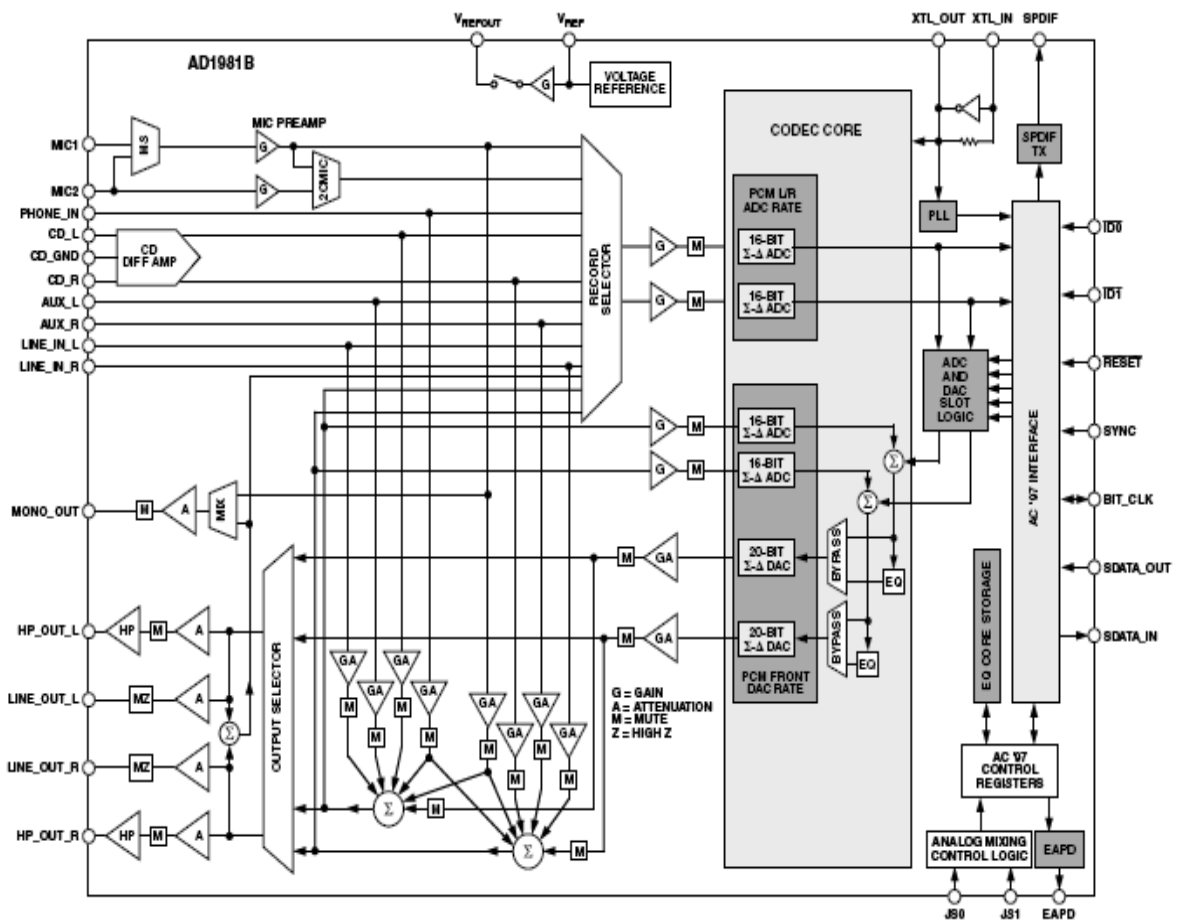 V_REFOUT
V_REF
XTL_OUT
XTL_IN
SPDIF
AD1981B
G
VOLTAGE
REFERENCE
CODEC CORE
MIC1
MS
MIC PREAMP
G
MIC2
G
2CMIC
SPDIF
TX
PHONE_IN
CD_L
CD_GND
CD
DIFF AMP
CD_R
AUX_L
AUX_R
LINE_IN_L
LINE_IN_R
RECORD
SELECTOR
G
M
G
M
PCM L/R
ADC RATE
16-BIT
Σ-Δ ADC
16-BIT
Σ-Δ ADC
PLL
ID0
ID1
RESET
SYNC
BIT_CLK
SDATA_OUT
SDATA_IN
ADC
AND
DAC
SLOT
LOGIC
AC '97 INTERFACE
G
M
16-BIT
Σ-Δ ADC
Σ
G
M
16-BIT
Σ-Δ ADC
Σ
MONO_OUT
M
A
MIX
M
GA
20-BIT
Σ-Δ DAC
BYPASS
EQ
M
GA
20-BIT
Σ-Δ DAC
BYPASS
EQ
PCM FRONT
DAC RATE
EQ CORE STORAGE
HP_OUT_L
HP
M
A
LINE_OUT_L
MZ
A
Σ
LINE_OUT_R
MZ
A
HP_OUT_R
HP
M
A
OUTPUT SELECTOR
GA
GA
GA
GA
GA
GA
GA
GA
M
M
M
M
M
M
M
M
G = GAIN
A = ATTENUATION
M = MUTE
Z = HIGH Z
Σ
M
Σ
M
AC '97
CONTROL
REGISTERS
ANALOG MIXING
CONTROL LOGIC
EAPD
JS0
JS1
EAPD